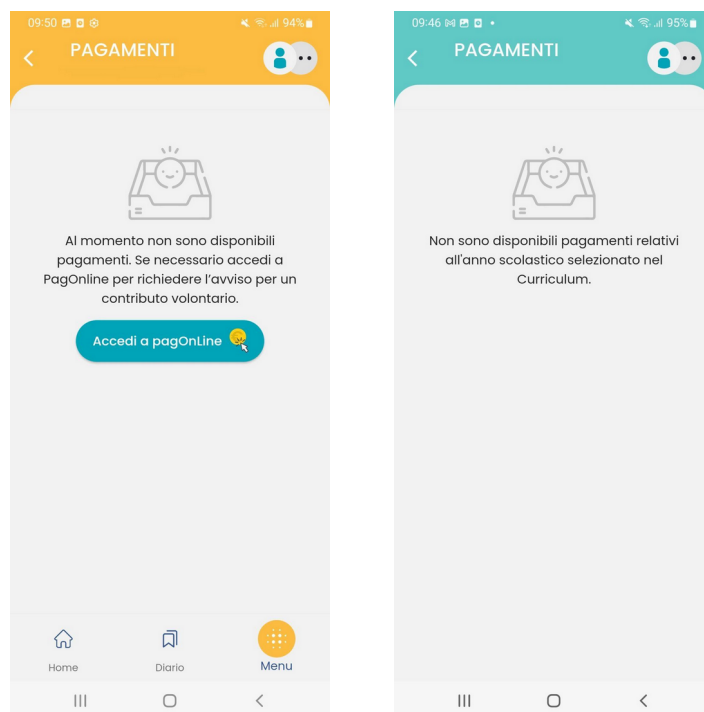 09:50
94%
PAGAMENTI
Al momento non sono disponibili
pagamenti. Se necessario accedi a
PagOnline per richiedere l'avviso per un
contributo volontario.
Accedi a pagOnLine
Home
Diario
Menu
09:46
95%
PAGAMENTI
Non sono disponibili pagamenti relativi
all'anno scolastico selezionato nel
Curriculum.